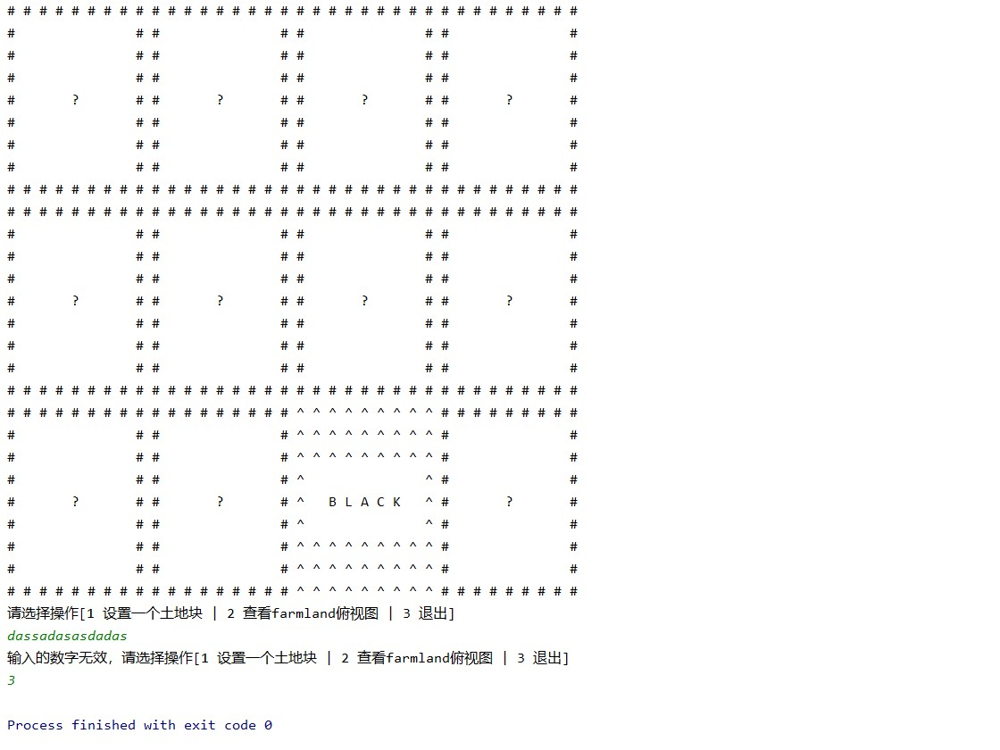 # # # # # # # # # # # # # # # # # # # # # # # # # # # # # # # # # # # #
#               # #               # #               # #               #
#               # #               # #               # #               #
#               # #               # #               # #               #
#       ?       # #       ?       # #       ?       # #       ?       #
#               # #               # #               # #               #
#               # #               # #               # #               #
#               # #               # #               # #               #
# # # # # # # # # # # # # # # # # # # # # # # # # # # # # # # # # # # #
# # # # # # # # # # # # # # # # # # # # # # # # # # # # # # # # # # # #
#               # #               # #               # #               #
#               # #               # #               # #               #
#               # #               # #               # #               #
#       ?       # #       ?       # #       ?       # #       ?       #
#               # #               # #               # #               #
#               # #               # #               # #               #
#               # #               # #               # #               #
# # # # # # # # # # # # # # # # # # # # # # # # # # # # # # # # # # # #
# # # # # # # # # # # # # # # # # # ^ ^ ^ ^ ^ ^ ^ ^ ^ # # # # # # # # #
#               # #               # ^ ^ ^ ^ ^ ^ ^ ^ ^ #               #
#               # #               # ^ ^ ^ ^ ^ ^ ^ ^ ^ #               #
#               # #               # ^               ^ #               #
#       ?       # #       ?       # ^   B L A C K   ^ #       ?       #
#               # #               # ^               ^ #               #
#               # #               # ^ ^ ^ ^ ^ ^ ^ ^ ^ #               #
#               # #               # ^ ^ ^ ^ ^ ^ ^ ^ ^ #               #
# # # # # # # # # # # # # # # # # # ^ ^ ^ ^ ^ ^ ^ ^ ^ # # # # # # # # #
请选择操作[1 设置一个土地块 | 2 查看farmland俯视图 | 3 退出]
dassadasasdadas
输入的数字无效，请选择操作[1 设置一个土地块 | 2 查看farmland俯视图 | 3 退出]
3
Process finished with exit code 0